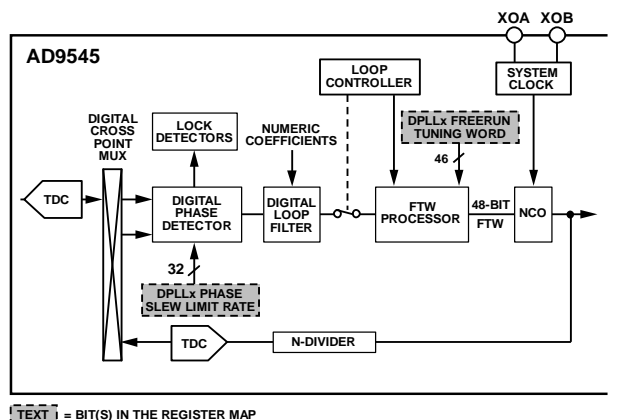 XOA XOB
AD9545
LOOP
CONTROLLER
SYSTEM
CLOCK
DIGITAL
CROSS
POINT
MUX
LOCK
DETECTORS
NUMERIC
COEFFICIENTS
DPLLx FREERUN
TUNING WORD
46
TDC
DIGITAL
PHASE
DETECTOR
DIGITAL
LOOP
FILTER
FTW
PROCESSOR
48-BIT
FTW
NCO
32
DPLLx PHASE
SLEW LIMIT RATE
TDC
N-DIVIDER
TEXT = BIT(S) IN THE REGISTER MAP